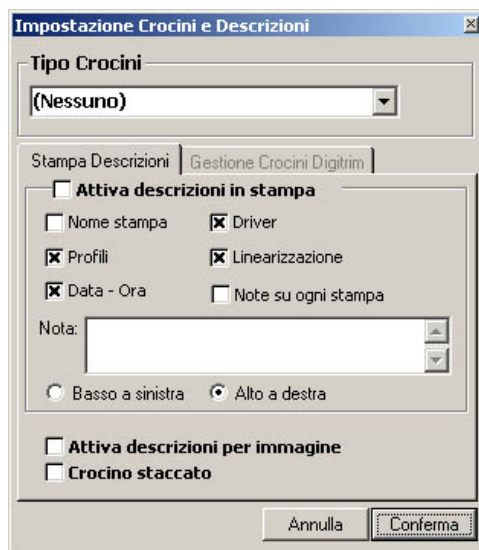 Impostazione Crocini e Descrizioni
Tipo Crocini
(Nessuno)
Stampa Descrizioni Gestione Crocini Digitrim
Attiva descrizioni in stampa
Nome stampa Driver
Profili Linearizzazione
Data - Ora Note su ogni stampa
Nota:
Basso a sinistra Alto a destra
Attiva descrizioni per immagine
Crocino staccato
Annulla Conferma